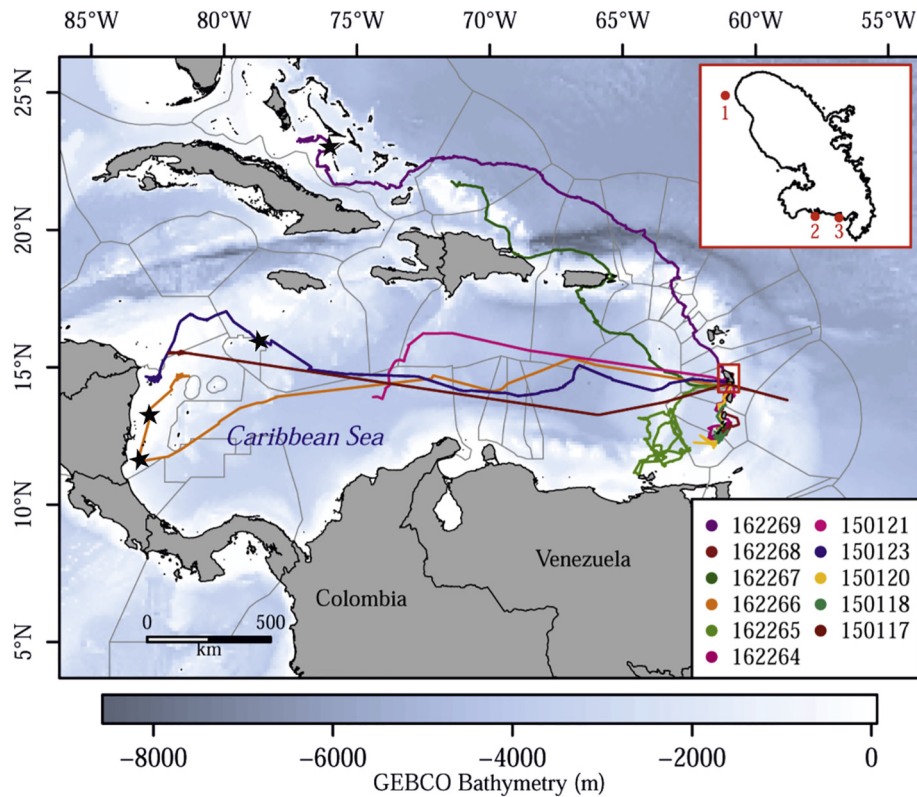 85°W 80°W 75°W 70°W 65°W 60°W 55°W
25°N
20°N
15°N
10°N
5°N
1
2 3
Caribbean Sea
Venezuela
Colombia
0 500
km
162269 150121
162268 150123
162267 150120
162266 150118
162265 150117
162264
−8000 −6000 −4000 −2000 0
GEBCO Bathymetry (m)